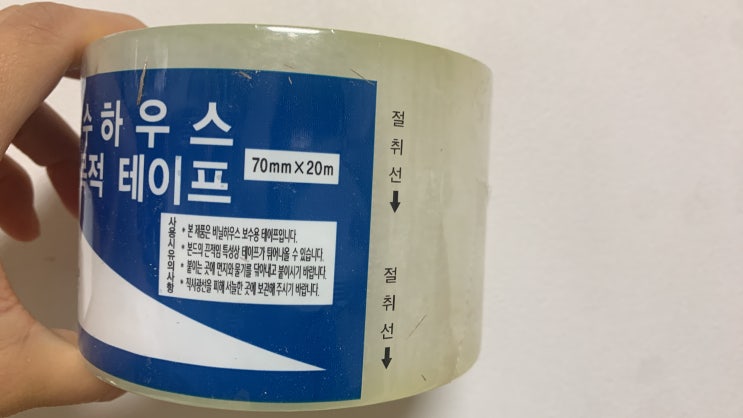 수하우스
적 테이프
70mm×20m
사용시유의사항
* 본 제품은 비닐하우스 보수용 테이프입니다.
* 본드의 끈적임 특성상 테이프가 튀어나올 수 있습니다.
* 붙이는 곳에 먼지와 물기를 닦아내고 붙이시기 바랍니다.
* 직사광선을 피해 서늘한 곳에 보관해 주시기 바랍니다.
절취선
절취선